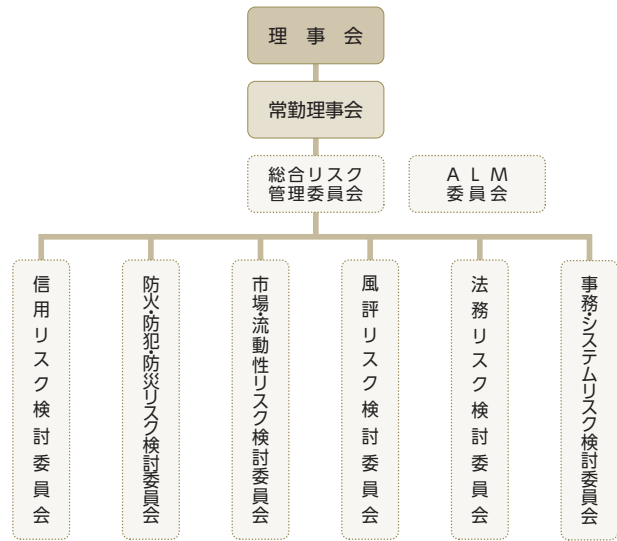 理事会
常勤理事会
総合リスク
管理委員会
ALM
委員会
信用リスク検討委員会
防火・防犯・防災リスク検討委員会
市場・流動性リスク検討委員会
風評リスク検討委員会
法務リスク検討委員会
事務・システムリスク検討委員会